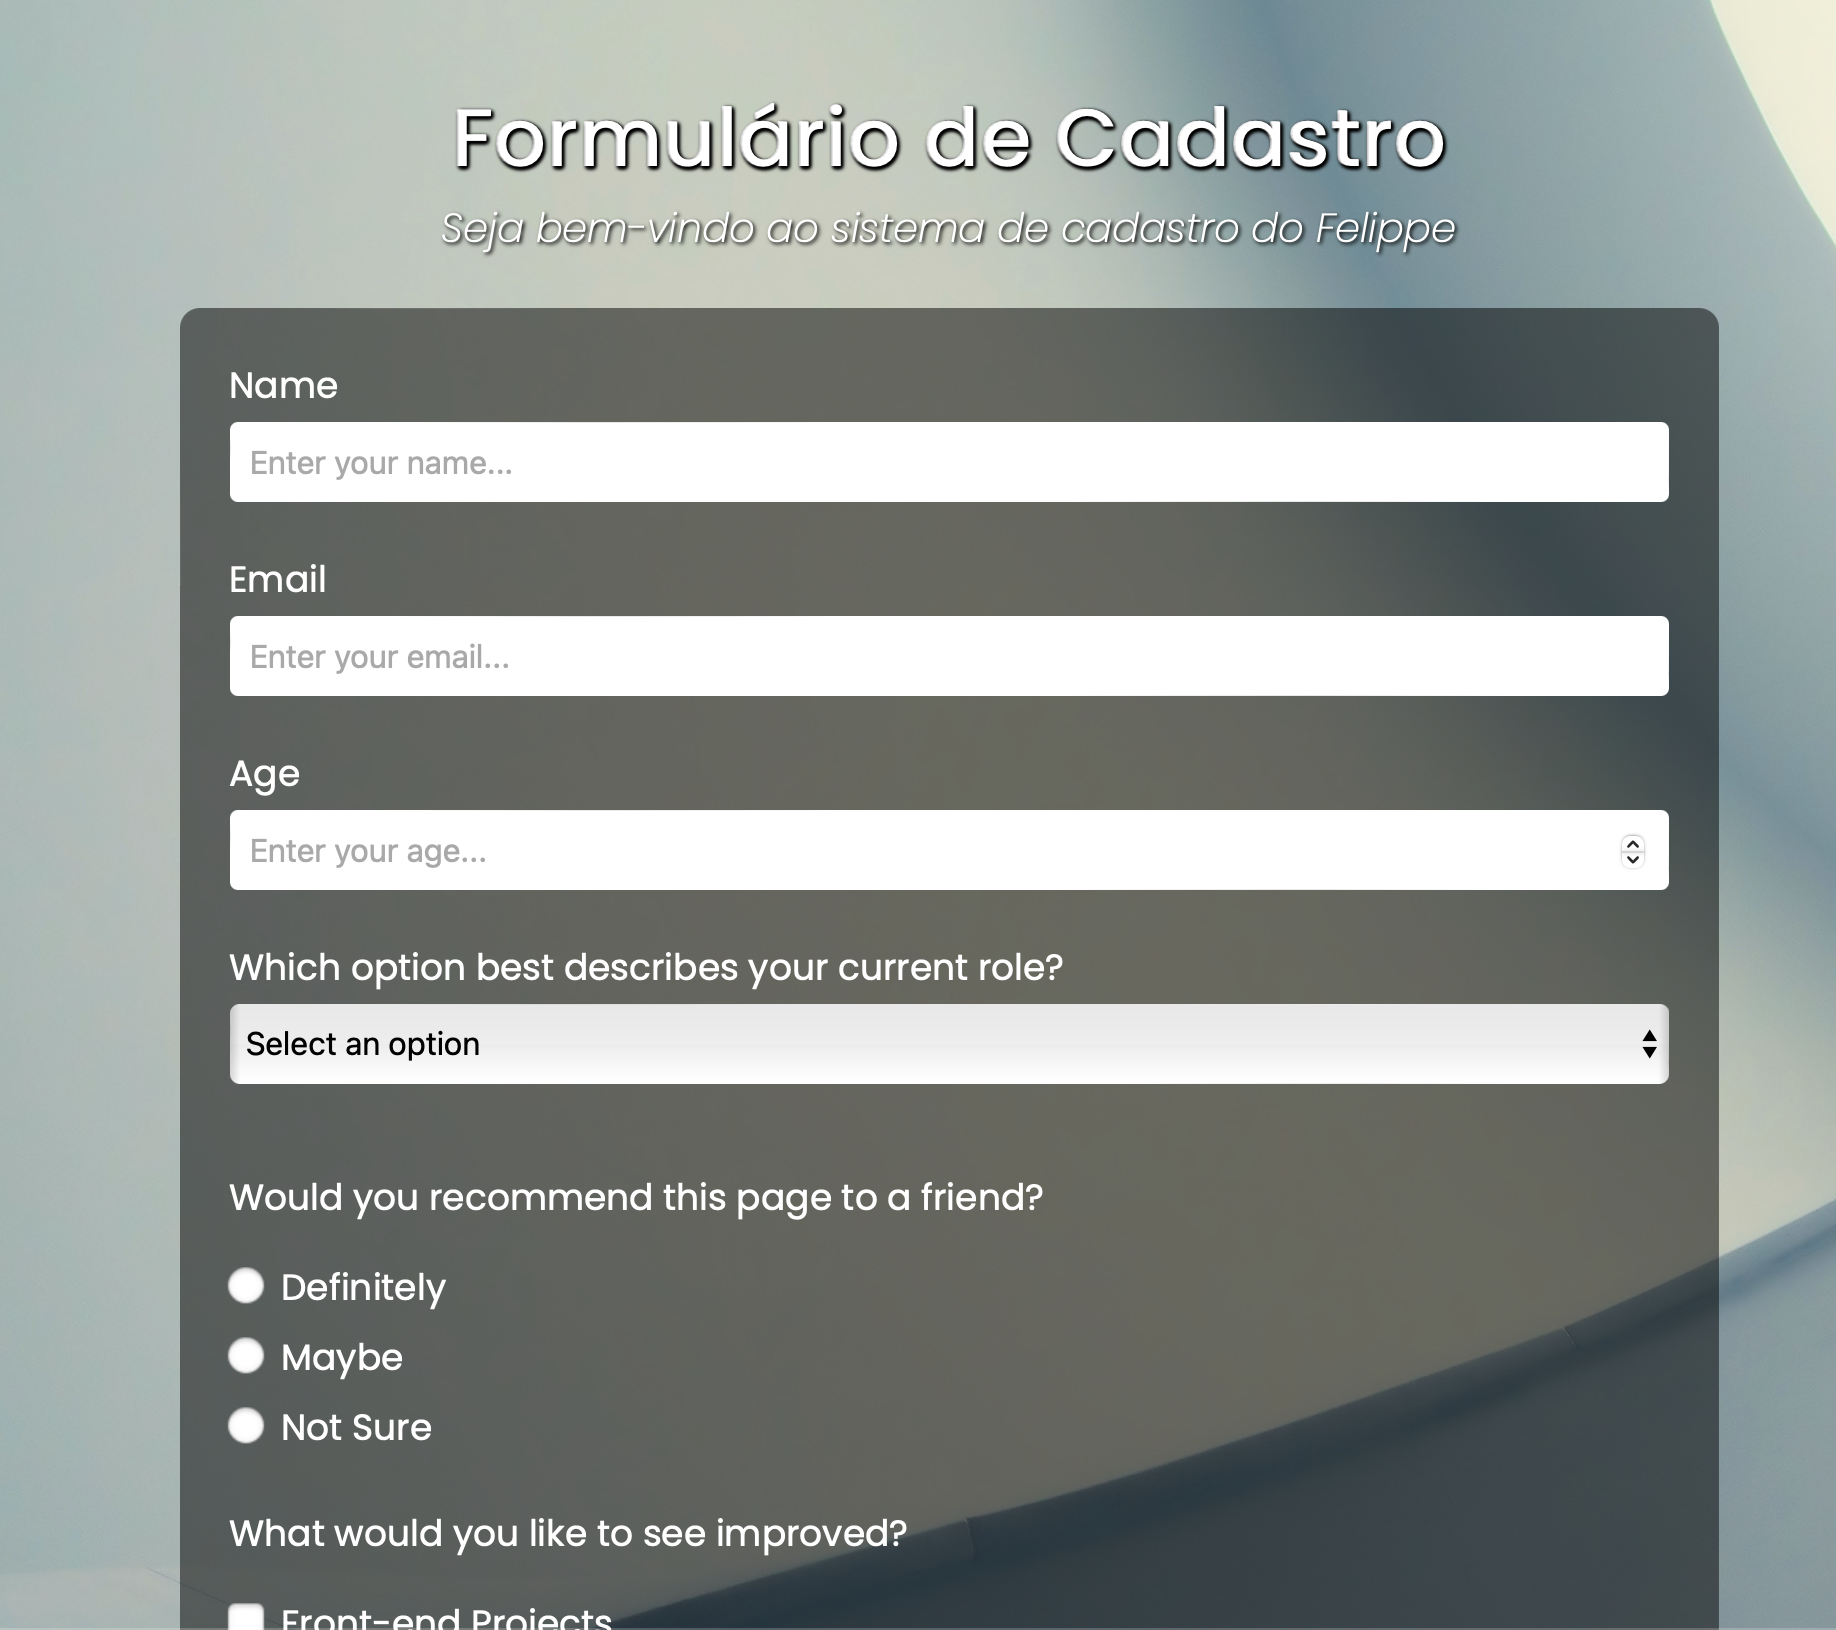 Formulário de Cadastro
Seja bem-vindo ao sistema de cadastro do Felippe
Name
Enter your name...
Email
Enter your email...
Age
Enter your age...
Which option best describes your current role?
Select an option
Would you recommend this page to a friend?
Definitely
Maybe
Not Sure
What would you like to see improved?
Front-end Projects